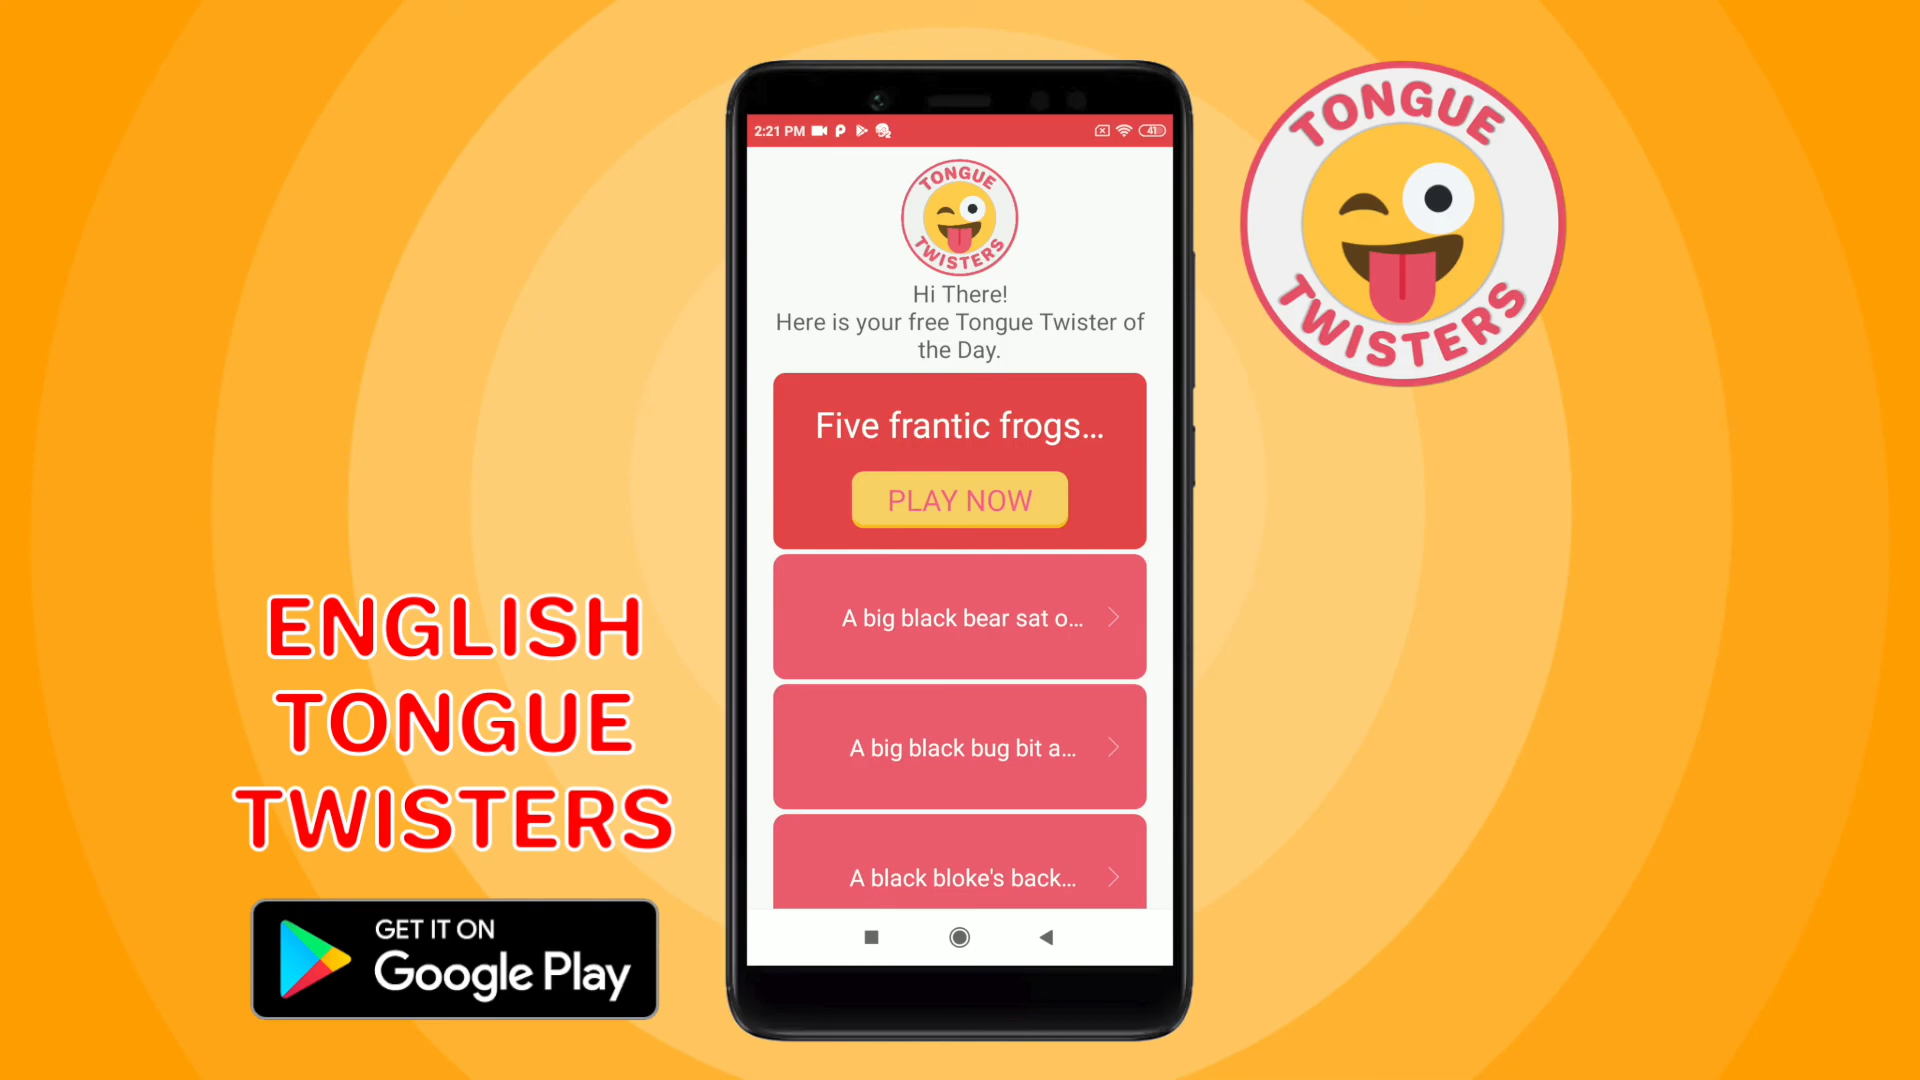 2:21 PM
41
TONGUE
TWISTERS
Hi There!
Here is your free Tongue Twister of
the Day.
Five frantic frogs...
PLAY NOW
A big black bear sat o...
A big black bug bit a...
A black bloke's back...
TONGUE
TWISTERS
ENGLISH
TONGUE
TWISTERS
GET IT ON
Google Play